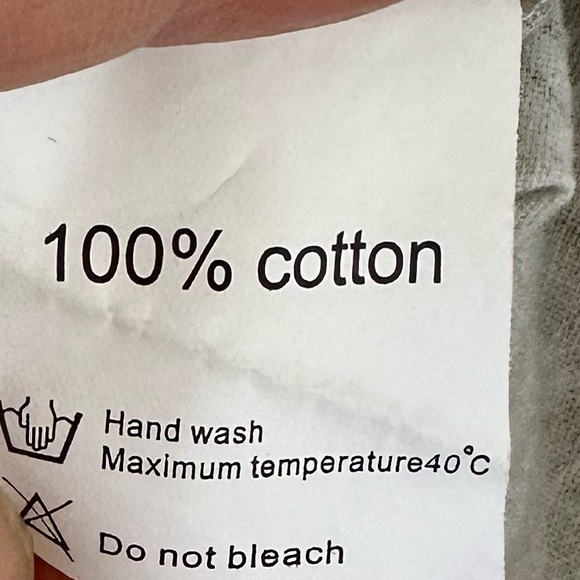 100% cotton
Hand wash
Maximum temperature40°C
Do not bleach